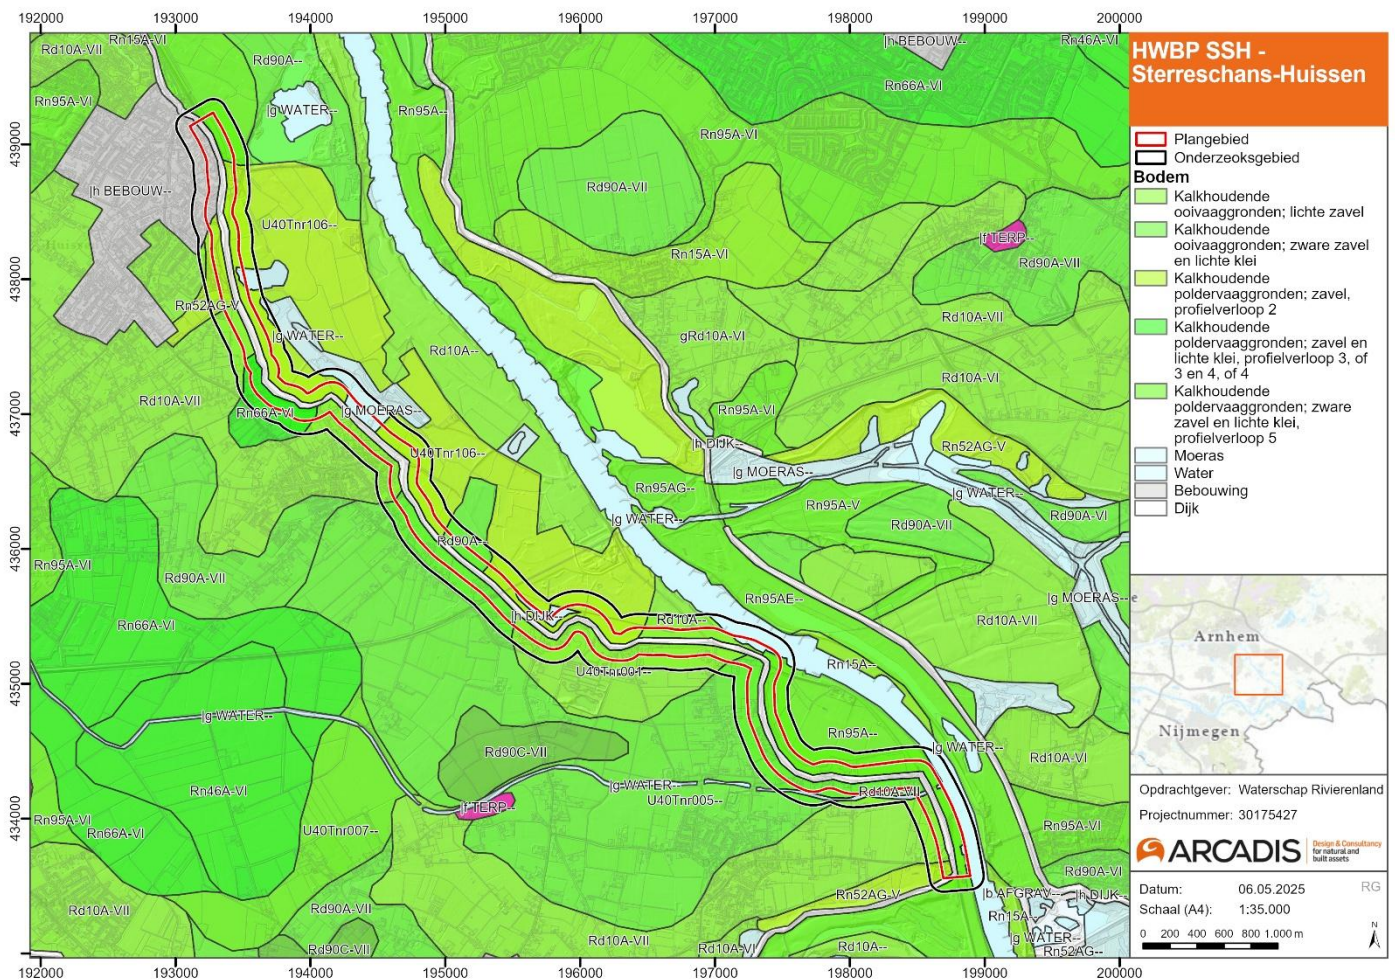 192000 193000 194000 195000 196000 197000 198000 199000 200000
Rn15A-VI
Rd10A-VII
Rd90A--
|h BEBOUW--
Rn46A-VI
Rn95A-VI
|g WATER--
Rn95A--
Rn66A-VI
Rn95A-VI
439000
|h BEBOUW--
Rd90A-VII
U40Tnr106--
|f TERP--
Rn15A-VI
Rd90A-VII
438000
Rn52AG-V
|g WATER--
Rd10A--
gRd10A-VI
Rd10A-VII
Rd10A-VII
Rd10A-VI
437000
Rn66A-VI
|g MOERAS--
Rn95A-VI
U40Tnr106--
|h DIJK--
Rn52AG-V
|g MOERAS--
Rn95AG--
|g WATER--
Rn95A-V
|g WATER--
Rd90A-VII
Rd90A-VI
436000
Rd90A--
Rn95A-VI
Rd90A-VII
Rn95AE--
|g MOERAS--
Rn66A-VI
|h DIJK--
Rd10A--
Rd10A-VII
435000
U40Tnr001--
Rn15A--
|g WATER--
Rd90C-VII
Rn95A--
|g WATER--
Rd10A-VI
Rn46A-VI
|g WATER--
U40Tnr005--
Rd10A-VII
434000
|f TERP--
Rn95A-VI
Rn66A-VI
U40Tnr007--
Rn95A-VI
Rn52AG-V
Rd90A-VI
|b AFGRAV--
|h DIJK--
Rd10A-VII
Rd90A-VII
Rn15A--
Rd90C-VII
Rd10A-VII
Rd10A-VI
Rd10A--
|g WATER--
Rn52AG--
192000 193000 194000 195000 196000 197000 198000 199000 200000
HWBP SSH -
Sterreschans-Huissen
Plangebied
Onderzoeksgebied
Bodem
Kalkhoudende
ooivaaggronden; lichte zavel
Kalkhoudende
ooivaaggronden; zware zavel
en lichte klei
Kalkhoudende
poldervaaggronden; zavel,
profielverloop 2
Kalkhoudende
poldervaaggronden; zavel en
lichte klei, profielverloop 3, of
3 en 4, of 4
Kalkhoudende
poldervaaggronden; zware
zavel en lichte klei,
profielverloop 5
Moeras
Water
Bebouwing
Dijk
Arnhem
Nijmegen
Opdrachtgever: Waterschap Rivierenland
Projectnummer: 30175427
ARCADIS
Design & Consultancy
for natural and
built assets
Datum: 06.05.2025 RG
Schaal (A4): 1:35.000
0 200 400 600 800 1.000 m
N